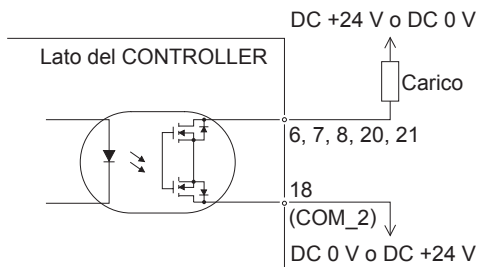 DC +24 V o DC 0 V
Lato del CONTROLLER
Carico
6, 7, 8, 20, 21
18
(COM_2)
DC 0 V o DC +24 V